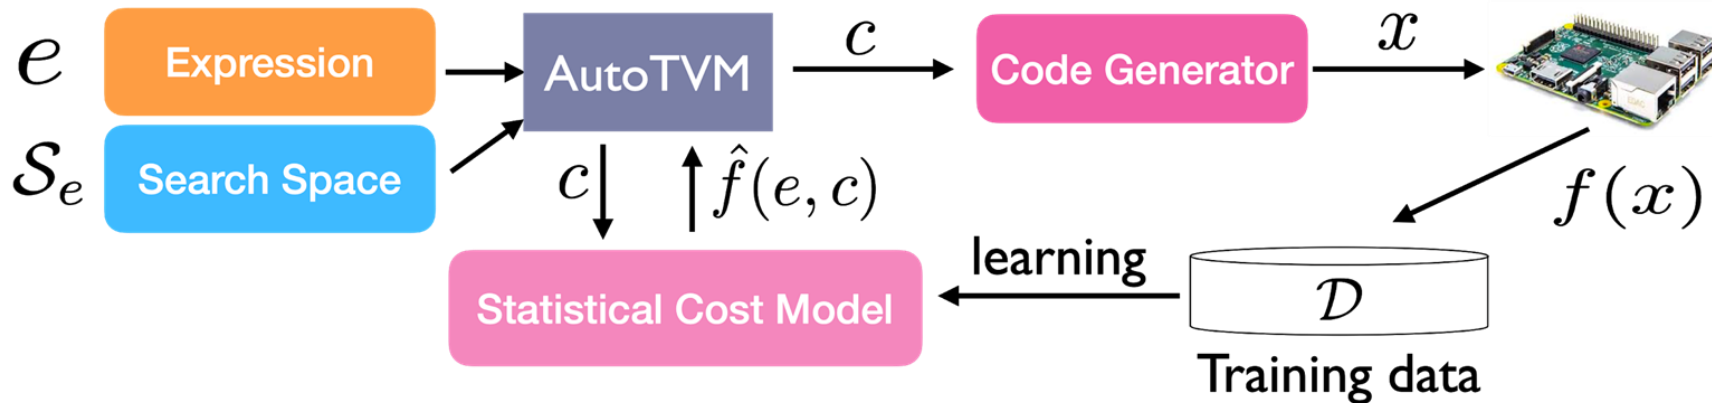 e
Expression
AutoTVM
c
Code Generator
x
S_e
Search Space
c
f̂(e, c)
f(x)
learning
Statistical Cost Model
D
Training data